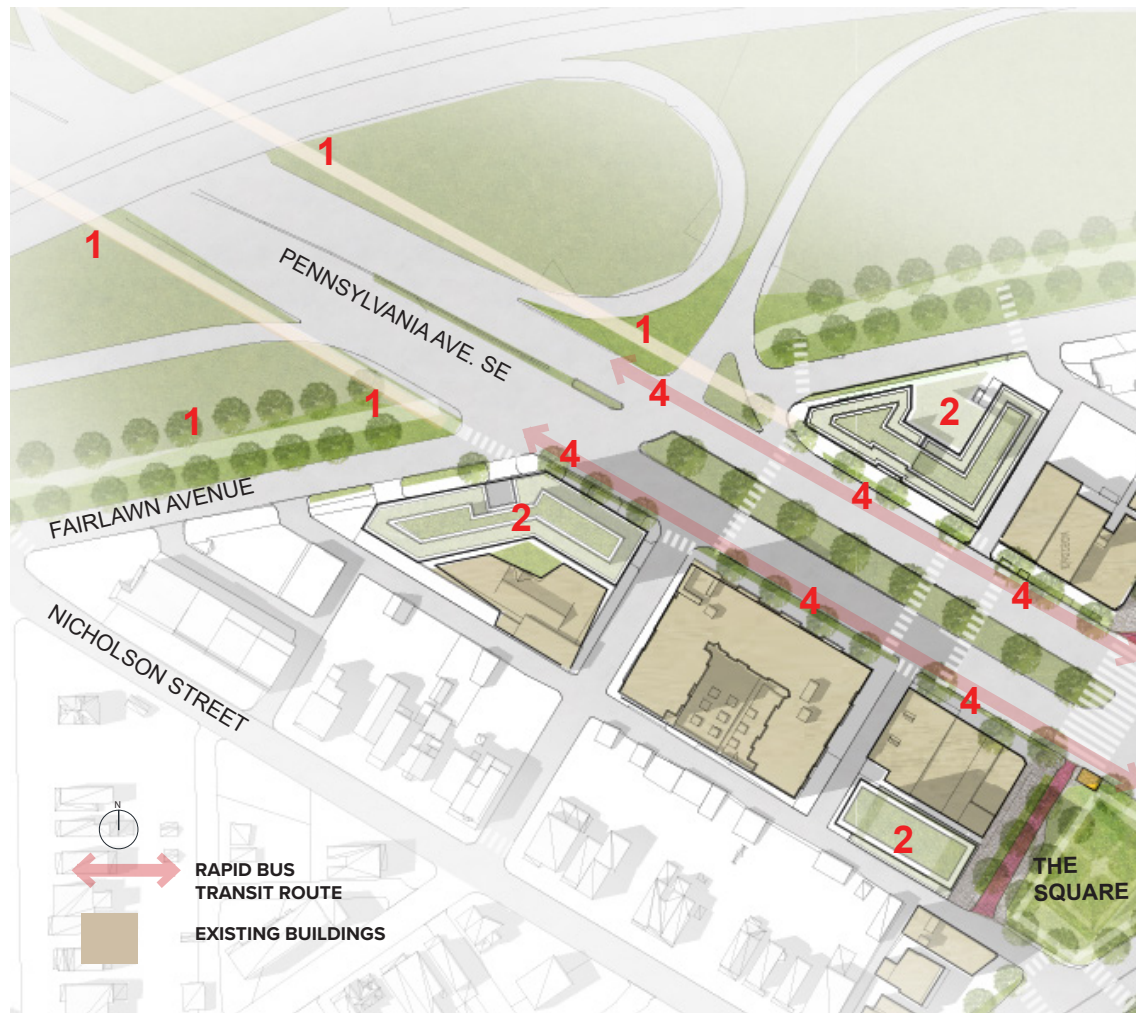 1
1
PENNSYLVANIA AVE. SE
1
4
1
1
2
4
4
FAIRLAWN AVENUE
2
4
4
NICHOLSON STREET
4
N
2
RAPID BUS
TRANSIT ROUTE
THE
SQUARE
EXISTING BUILDINGS